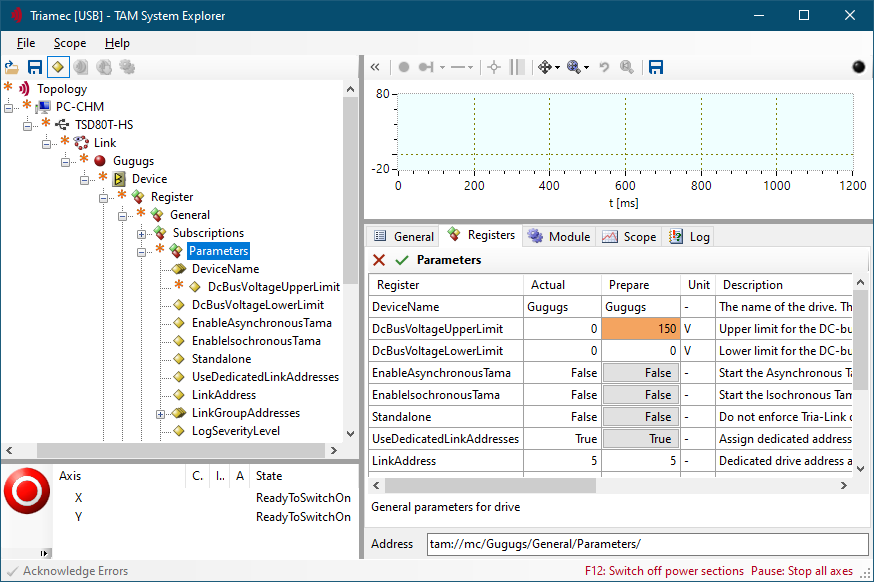 Triamec [USB] - TAM System Explorer
File Scope Help
Topology
PC-CHM
TSD80T-HS
Link
Gugugs
Device
Register
General
Subscriptions
Parameters
DeviceName
DcBusVoltageUpperLimit
DcBusVoltageLowerLimit
EnableAsynchronousTama
EnableIsochronousTama
Standalone
UseDedicatedLinkAddresses
LinkAddress
LinkGroupAddresses
LogSeverityLevel
Axis C. I.. A State
X ReadyToSwitchOn
Y ReadyToSwitchOn
80
-20
0 200 400 600 800 1000 1200
t [ms]
General Registers Module Scope Log
Parameters
Register Actual Prepare Unit Description
DeviceName Gugugs Gugugs - The name of the drive. Th
DcBusVoltageUpperLimit 0 150 V Upper limit for the DC-bu
DcBusVoltageLowerLimit 0 0 V Lower limit for the DC-bu
EnableAsynchronousTama False False - Start the Asynchronous Ta
EnableIsochronousTama False False - Start the Isochronous Tam
Standalone False False - Do not enforce Tria-Link o
UseDedicatedLinkAddresses True True - Assign dedicated address
LinkAddress 5 5 - Dedicated drive address a
General parameters for drive
Address tam://mc/Gugugs/General/Parameters/
Acknowledge Errors F12: Switch off power sections Pause: Stop all axes